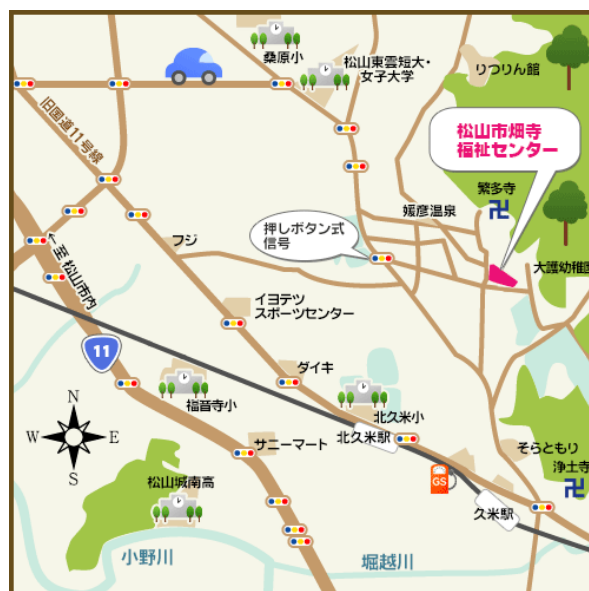 桑原小
松山東雲短大・
女子大学
りつりん館
旧国道11号線
松山市畑寺
福祉センター
繁多寺
媛彦温泉
押しボタン式
信号
フジ
大護幼稚園
←至 松山市内
イヨテツ
スポーツセンター
11
ダイキ
福音寺小
北久米小
N
W
E
S
北久米駅
サニーマート
そらともり
浄土寺
GS
松山城南高
久米駅
小野川
堀越川